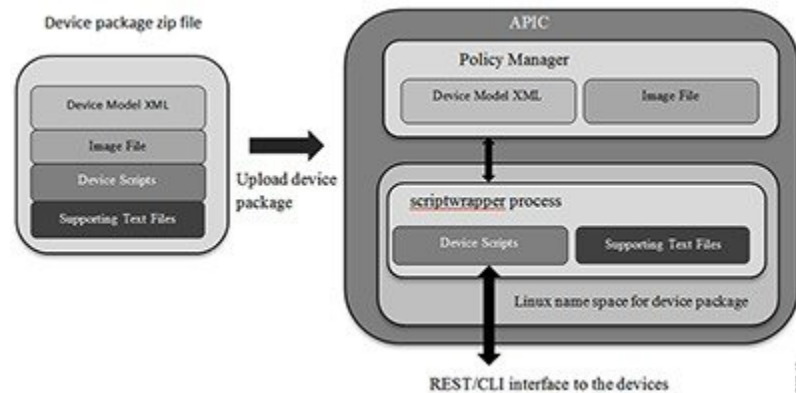 Device package zip file
Device Model XML
Image File
Device Scripts
Supporting Text Files
Upload device
package
APIC
Policy Manager
Device Model XML
Image File
scriptwrapper process
Device Scripts
Supporting Text Files
Linux name space for device package
REST/CLI interface to the devices